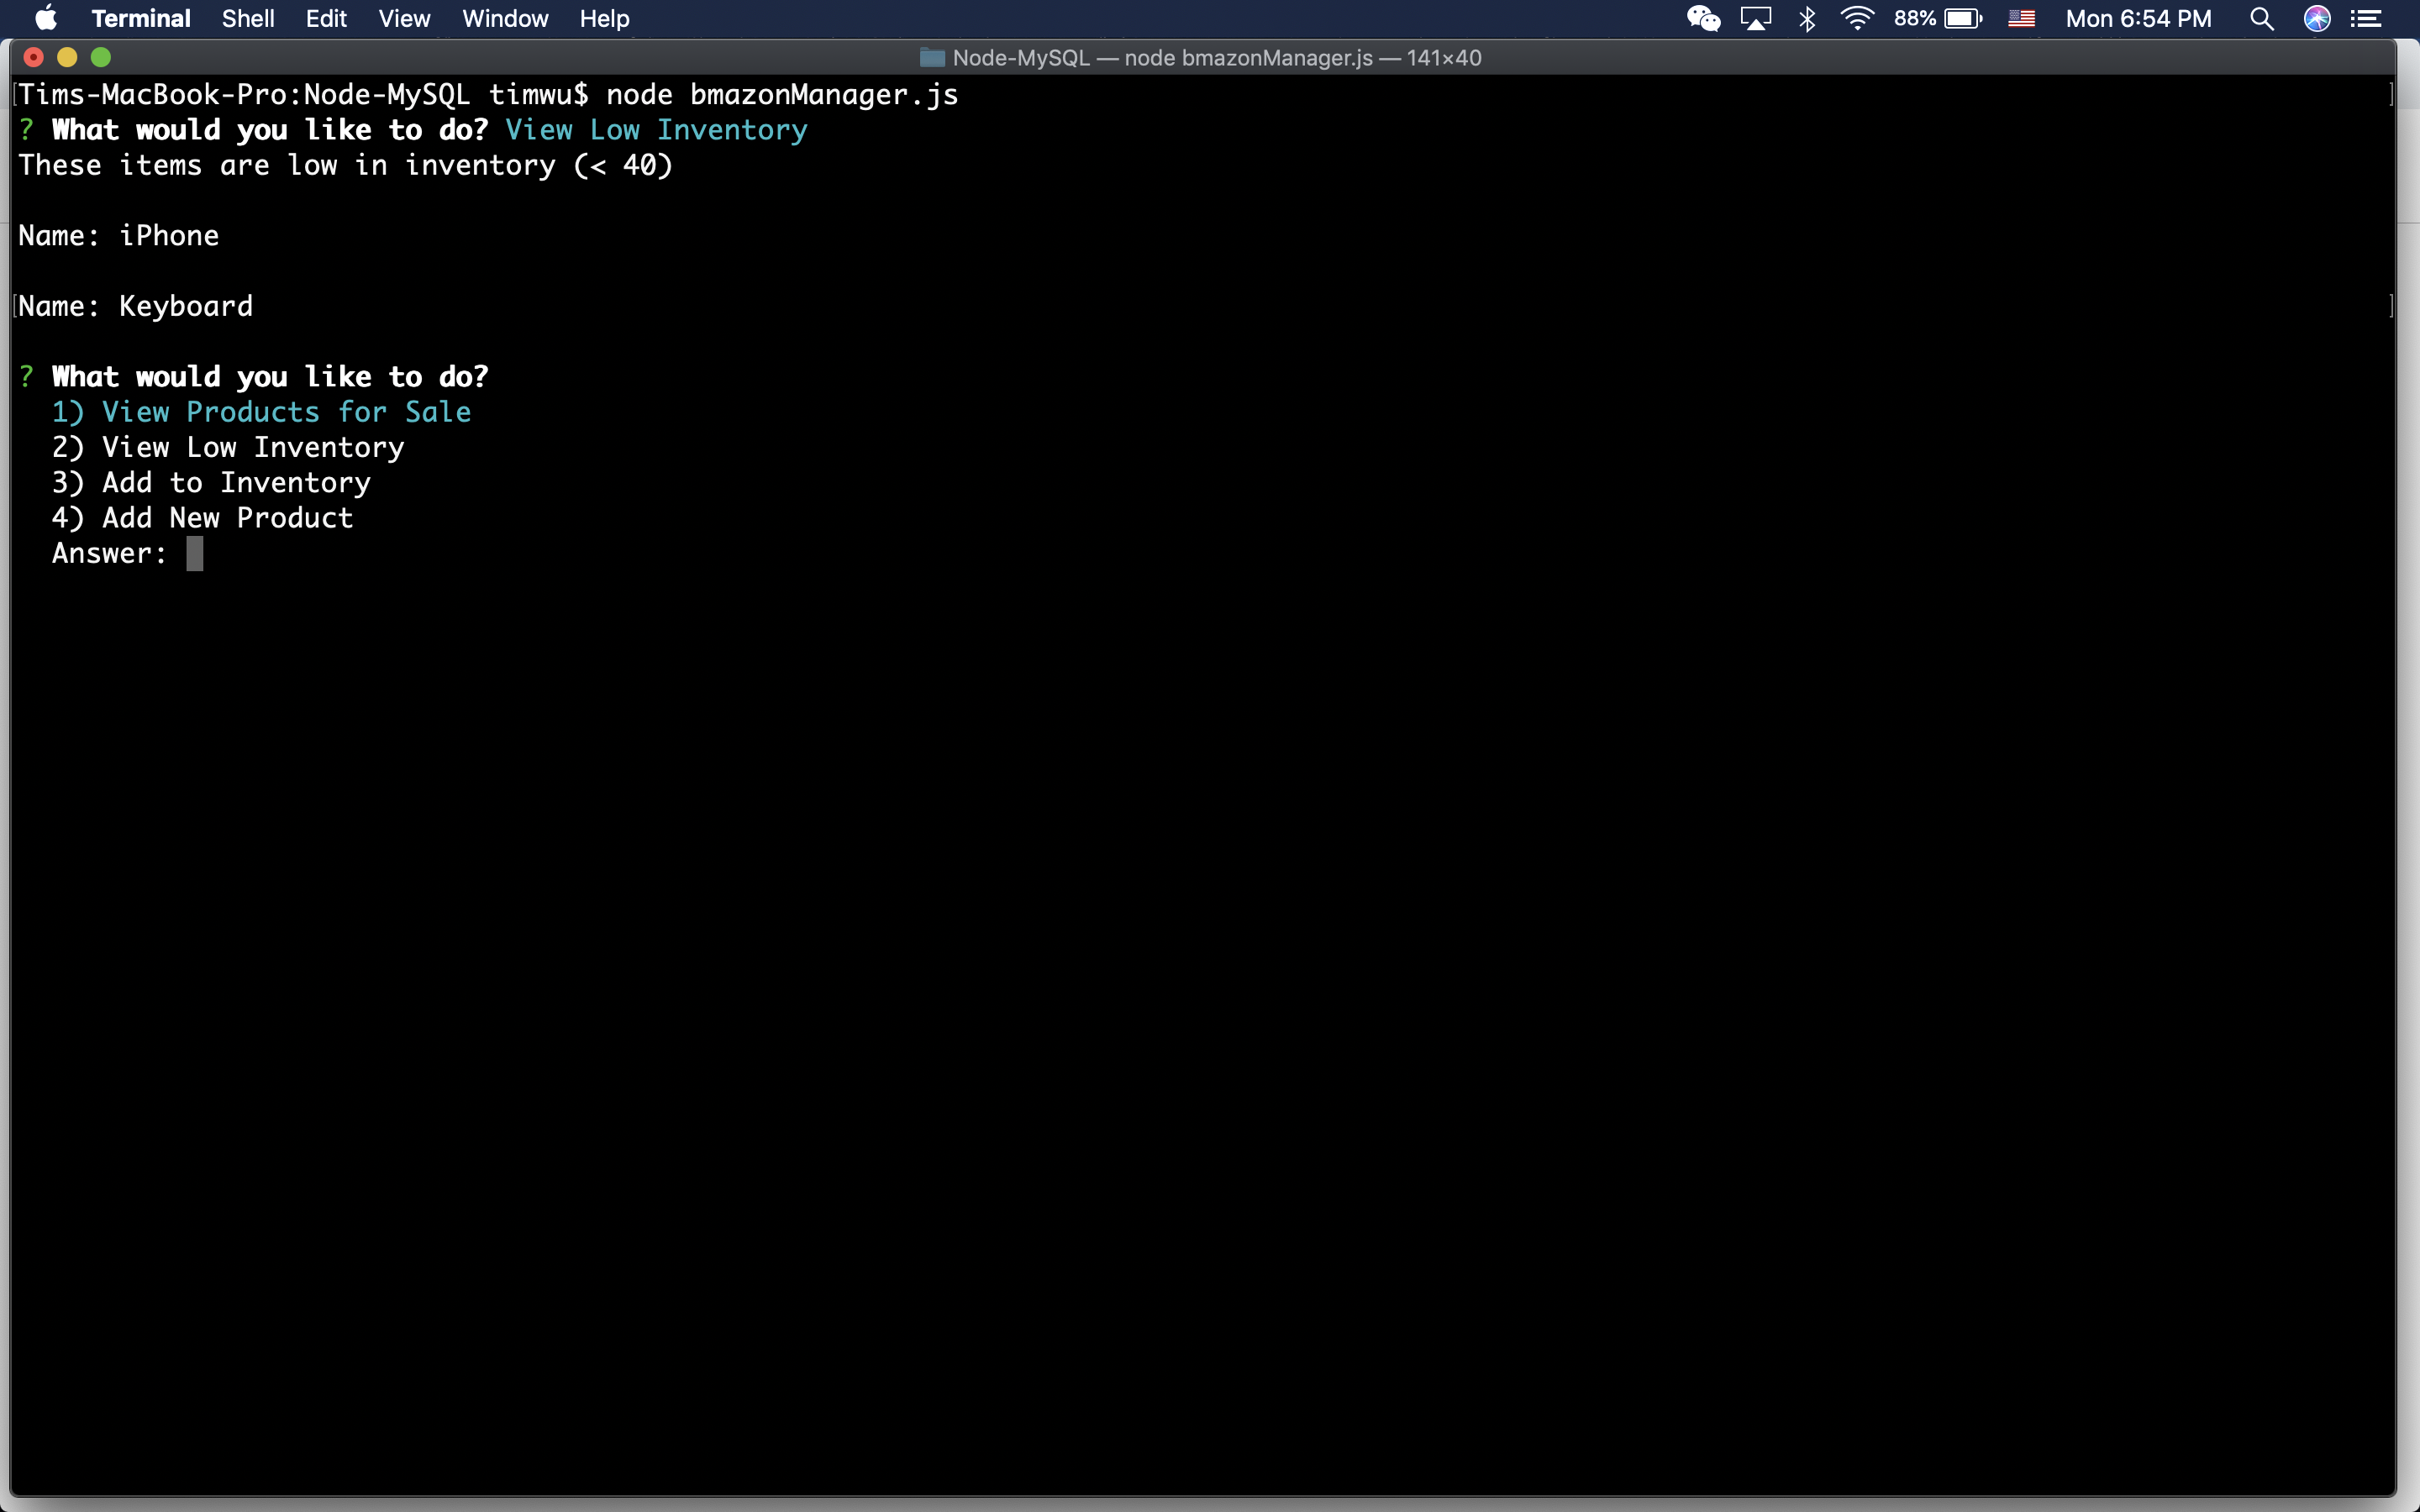 Terminal Shell Edit View Window Help 88% Mon 6:54 PM
Node-MySQL — node bmazonManager.js — 141×40
[Tims-MacBook-Pro:Node-MySQL timwu$ node bmazonManager.js ]
? What would you like to do? View Low Inventory
These items are low in inventory (< 40)
Name: iPhone
[Name: Keyboard ]
? What would you like to do?
1) View Products for Sale
2) View Low Inventory
3) Add to Inventory
4) Add New Product
Answer: